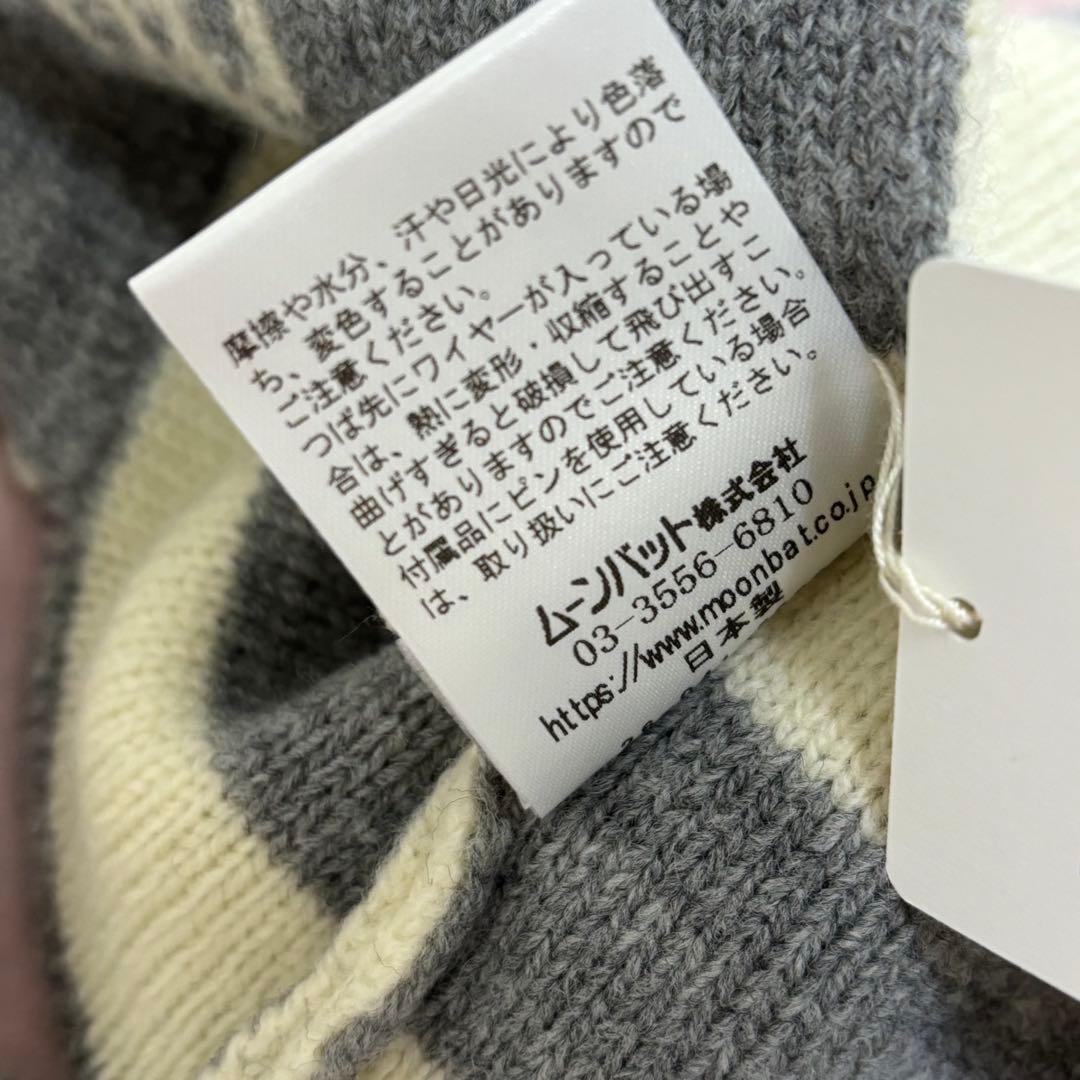 摩擦や水分、汗や日光により色落
ち、変色することがありますので
ご注意ください。
つば先にワイヤーが入っている場
合は、熱に変形・収縮することや
曲げすぎると破損して飛び出すこ
とがありますのでご注意ください。
付属品にピンを使用している場合
は、取り扱いにご注意ください。
ムーンバット株式会社
03-3556-6810
https://www.moonbat.co.jp
日本製